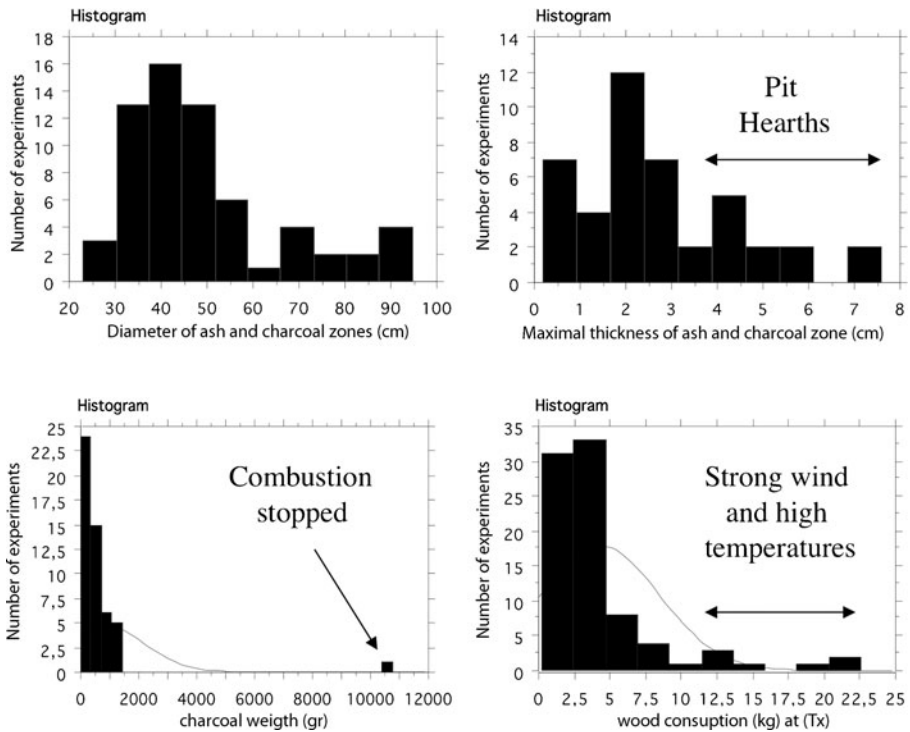 Histogram
Number of experiments
18
16
14
12
10
8
6
4
2
0
20 30 40 50 60 70 80 90 100
Diameter of ash and charcoal zones (cm)
Histogram
Number of experiments
14
12
10
8
6
4
2
0
Pit
Hearths
0 1 2 3 4 5 6 7 8
Maximal thickness of ash and charcoal zone (cm)
Histogram
Number of experiments
25
22,5
20
17,5
15
12,5
10
7,5
5
2,5
0
Combustion
stopped
0 2000 4000 6000 8000 10000 12000
charcoal weigth (gr)
Histogram
Number of experiments
35
30
25
20
15
10
5
0
Strong wind
and high
temperatures
0 2,5 5 7,5 10 12,5 15 17,5 20 22,5 25
wood consuption (kg) at (Tx)